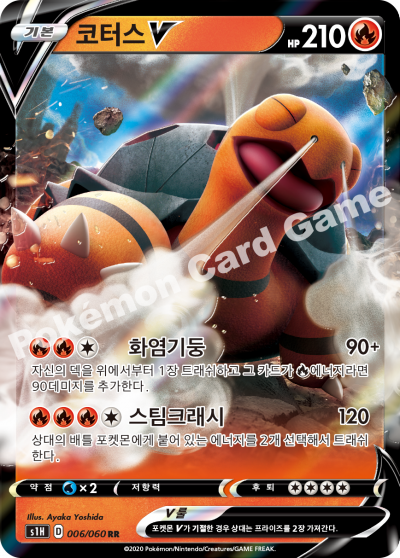 기본 코터스 V HP 210
Pokémon Card Game
화염기둥 90+
자신의 덱을 위에서부터 1장 트래쉬하고 그 카드가 에너지라면
90데미지를 추가한다.
스팀크래시 120
상대의 배틀 포켓몬에게 붙어 있는 에너지를 2개 선택해서 트래쉬
한다.
약점 ×2 저항력 후퇴
Illus. Ayaka Yoshida
s1H D 006/060 RR
V 룰
포켓몬 V가 기절한 경우 상대는 프라이즈를 2장 가져간다.
©2020 Pokémon/Nintendo/Creatures/GAME FREAK.